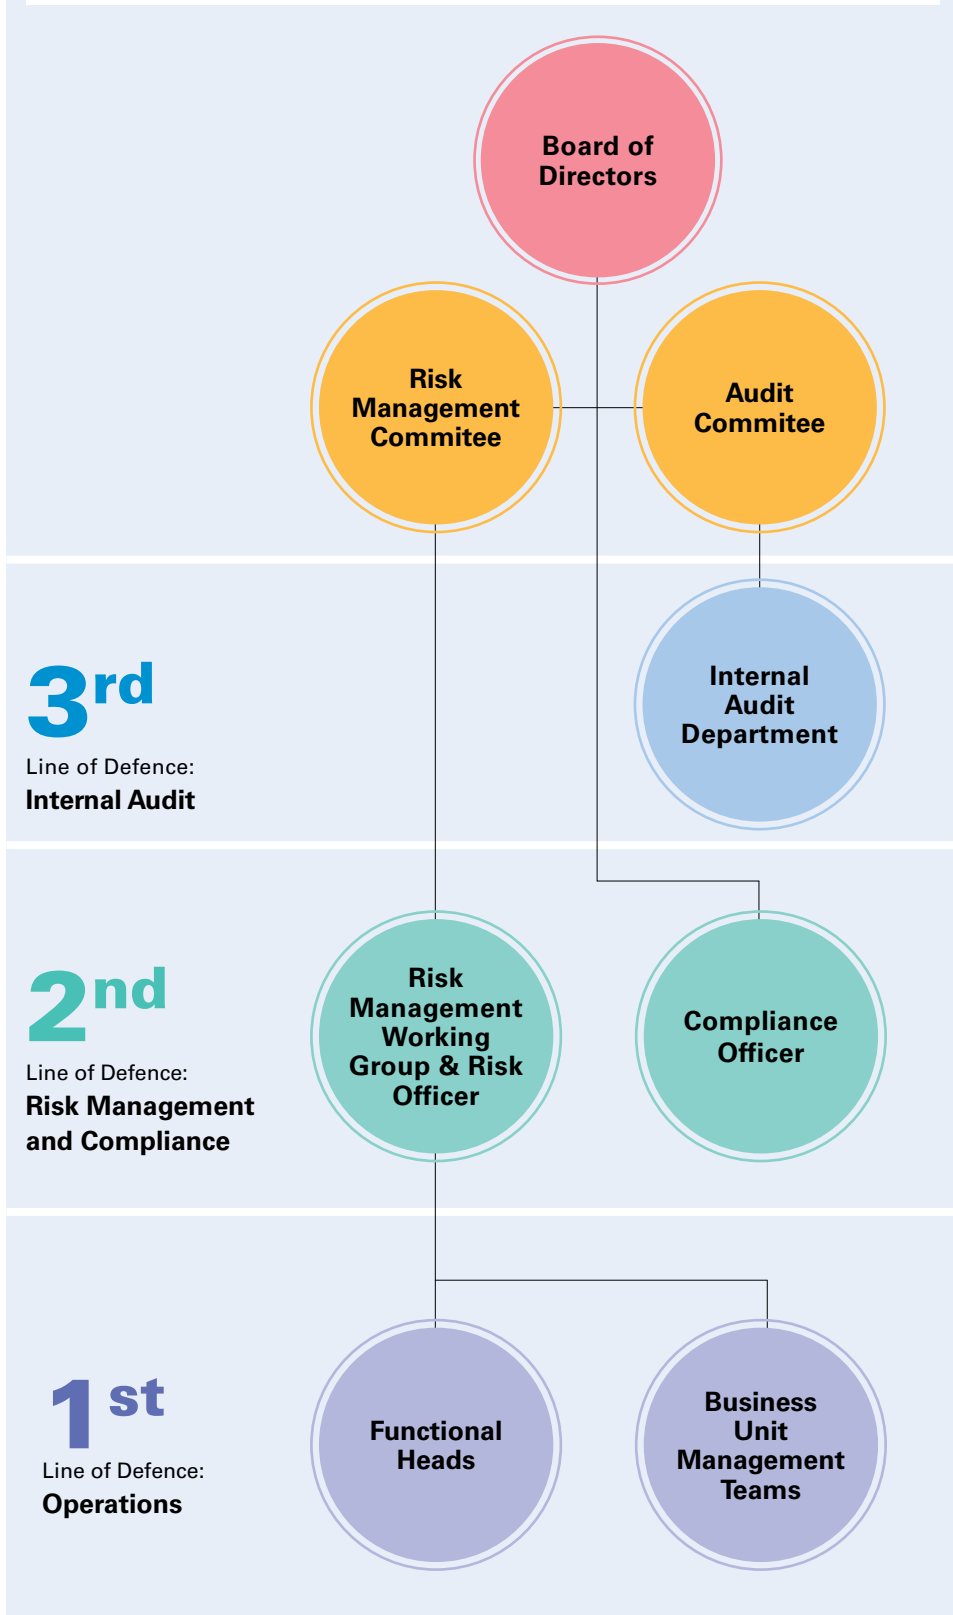 Board of
Directors
Risk
Management
Commitee
Audit
Commitee
3rd
Line of Defence:
Internal Audit
Internal
Audit
Department
2nd
Line of Defence:
Risk Management
and Compliance
Risk
Management
Working
Group & Risk
Officer
Compliance
Officer
1st
Line of Defence:
Operations
Functional
Heads
Business
Unit
Management
Teams